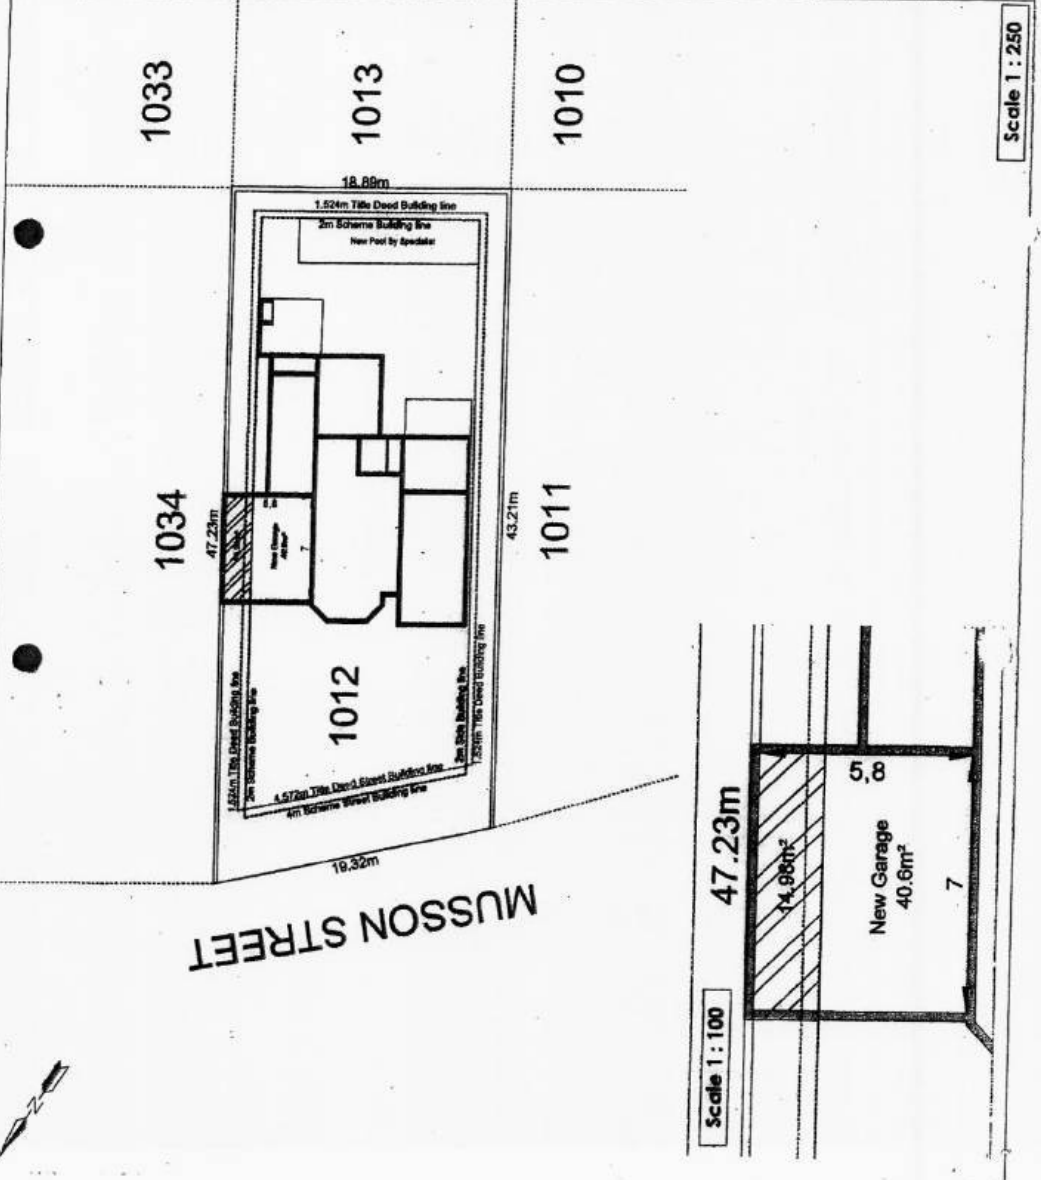 1033
1013
1010
Scale 1 : 250
18.89m
1.524m Title Deed Building line
2m Scheme Building line
New Pool By Specialist
1034
47.23m
5,8
New Garage
40.6m²
7
43.21m
1011
1012
1.524m Title Deed Building line
2m Scheme Building line
2m Side Building line
1.524m Title Deed Building line
4.572m Title Deed Street Building line
4m Scheme Street Building line
19.32m
MUSSON STREET
N
Scale 1 : 100
47.23m
14.98m²
5,8
New Garage
40.6m²
7